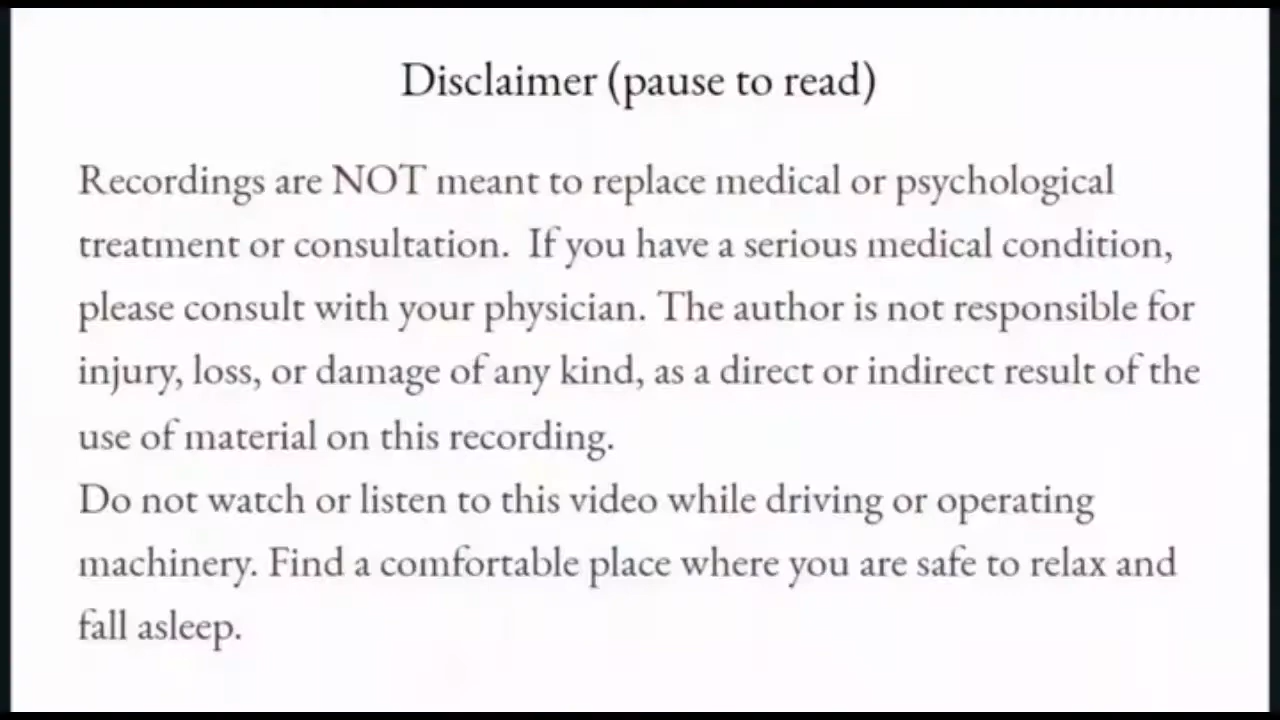 Disclaimer (pause to read)
Recordings are NOT meant to replace medical or psychological
treatment or consultation.  If you have a serious medical condition,
please consult with your physician. The author is not responsible for
injury, loss, or damage of any kind, as a direct or indirect result of the
use of material on this recording.
Do not watch or listen to this video while driving or operating
machinery. Find a comfortable place where you are safe to relax and
fall asleep.